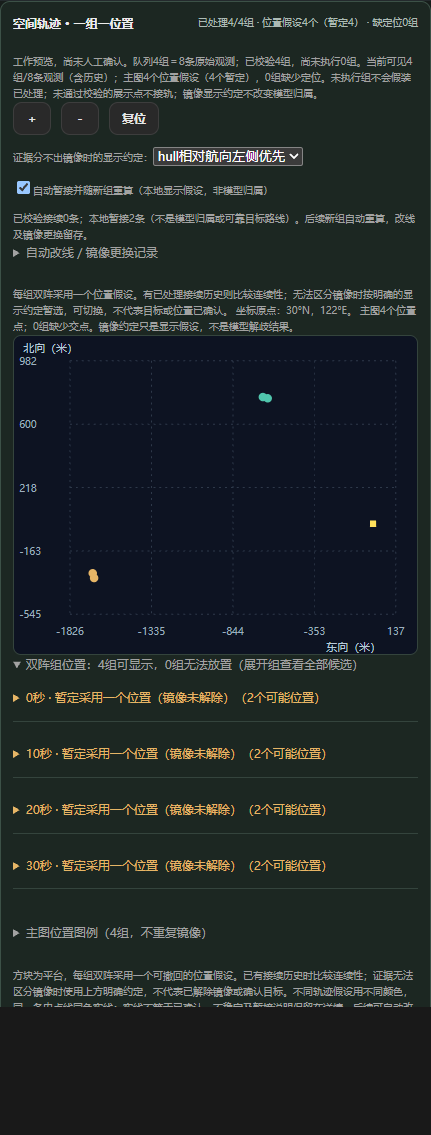 空间轨迹 · 一组一位置
已处理4/4组 · 位置假设4个（暂定4） · 缺定位0组
工作预览，尚未人工确认。队列4组＝8条原始观测；已校验4组，尚未执行0组。当前可见4
组/8条观测（含历史）；主图4个位置假设（4个暂定），0组缺少定位。未执行组不会假装
已处理；未通过校验的展示点不接轨；镜像显示约定不改变模型归属。
+
-
复位
证据分不出镜像时的显示约定：
hull相对航向左侧优先
自动暂接并随新组重算（本地显示假设，非模型归属）
已校验接续0条；本地暂接2条（不是模型归属或可靠目标路线）。后续新组自动重算，改线
及镜像更换留存。
▶ 自动改线 / 镜像更换记录
每组双阵采用一个位置假设。有已处理接续历史则比较连续性；无法区分镜像时按明确的显
示约定暂选，可切换，不代表目标或位置已确认。 坐标原点：30°N，122°E。 主图4个位置
点；0组缺少交点。镜像约定只是显示假设，不是模型解歧结果。
北向（米）
982
600
218
-163
-545
-1826
-1335
-844
-353
137
东向（米）
▼ 双阵组位置：4组可显示，0组无法放置（展开组查看全部候选）
▶ 0秒 · 暂定采用一个位置（镜像未解除）（2个可能位置）
▶ 10秒 · 暂定采用一个位置（镜像未解除）（2个可能位置）
▶ 20秒 · 暂定采用一个位置（镜像未解除）（2个可能位置）
▶ 30秒 · 暂定采用一个位置（镜像未解除）（2个可能位置）
▶ 主图位置图例（4组，不重复镜像）
方块为平台，每组双阵采用一个可撤回的位置假设。已有接续历史时比较连续性；证据无法
区分镜像时使用上方明确约定，不代表已解除镜像或确认目标。不同轨迹假设用不同颜色，